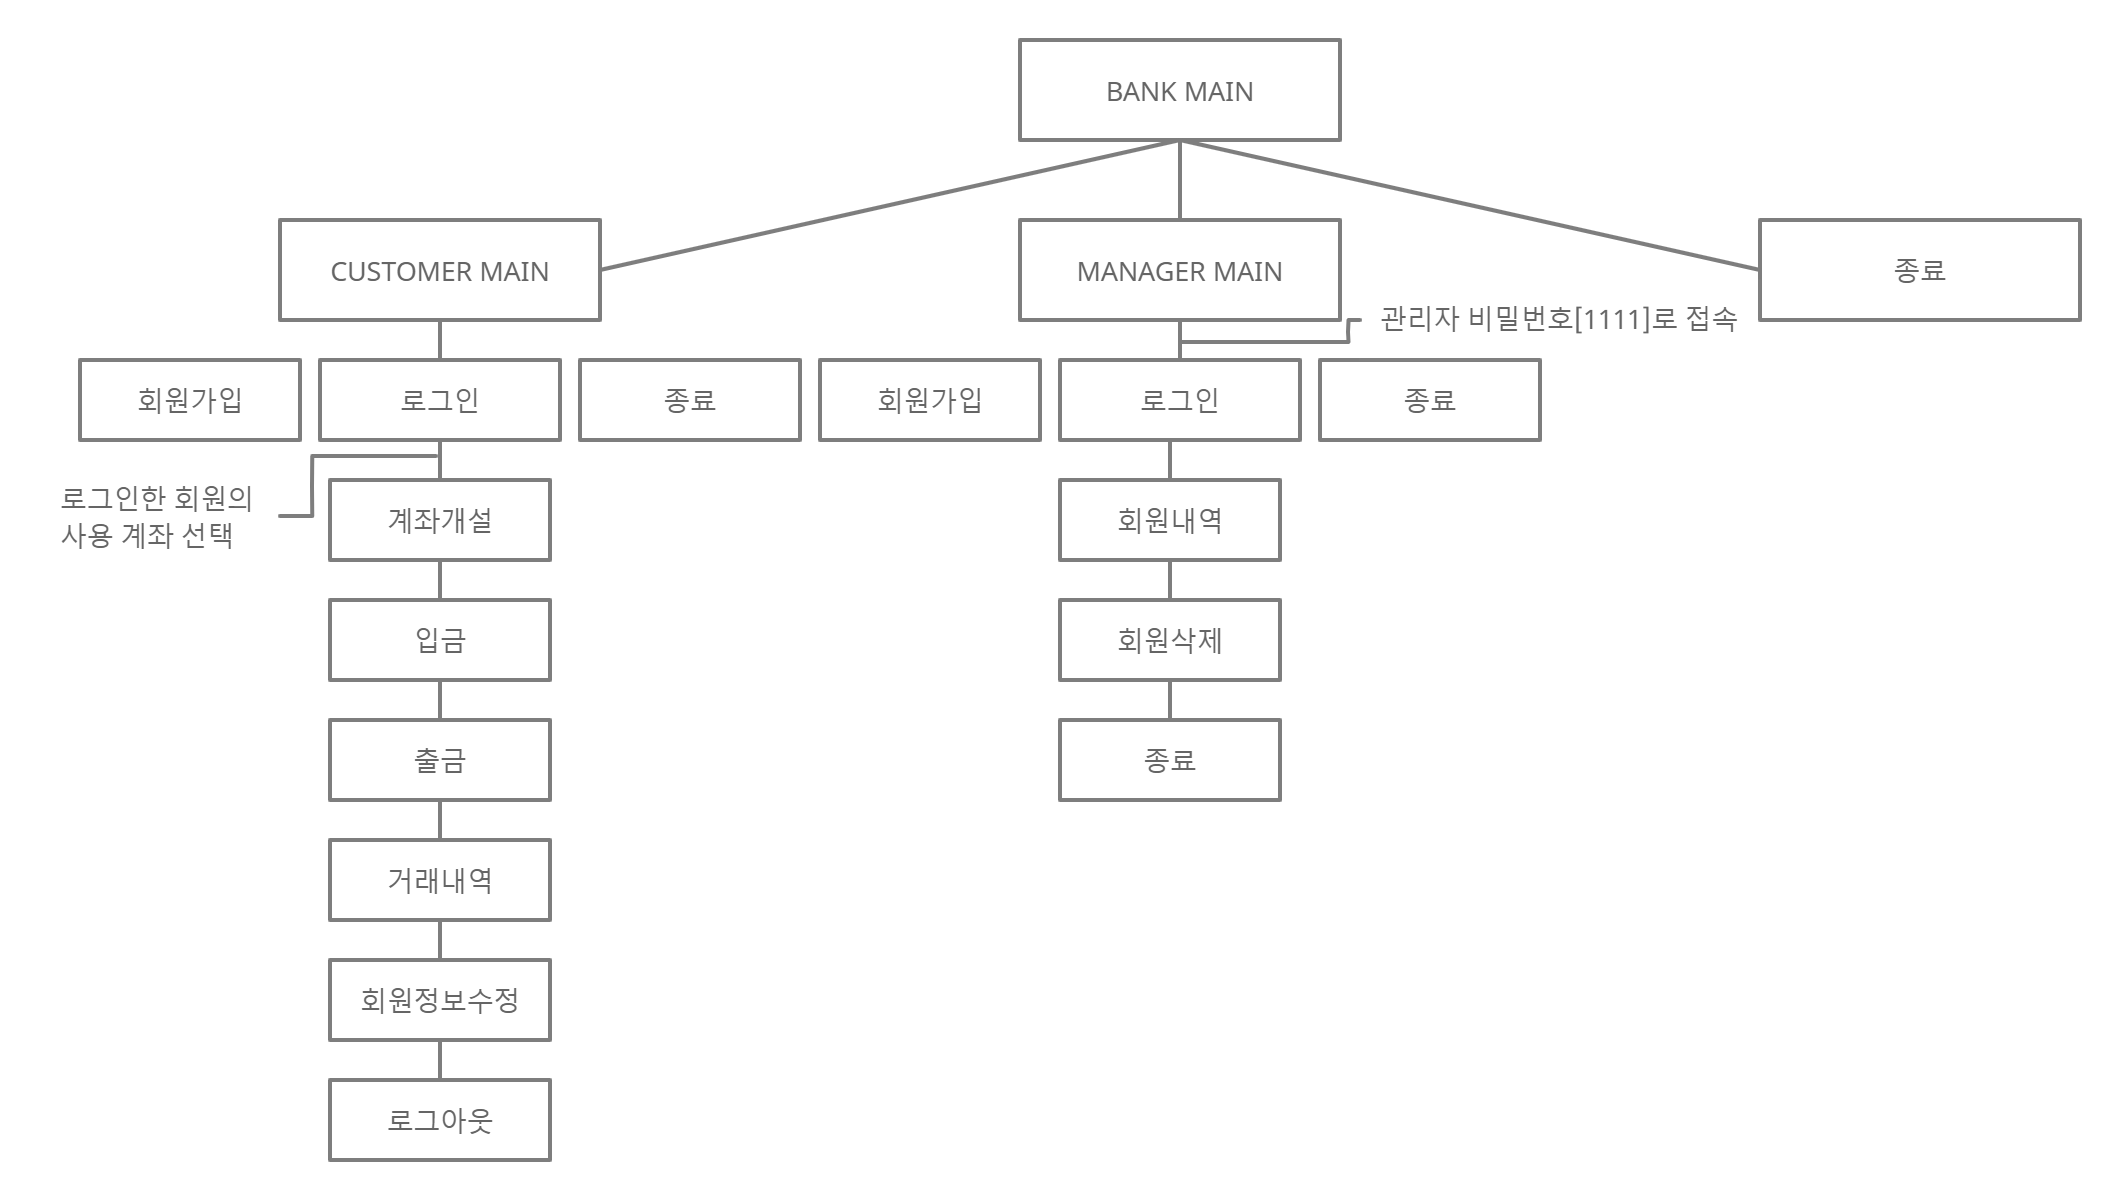 BANK MAIN
CUSTOMER MAIN
MANAGER MAIN
종료
관리자 비밀번호[1111]로 접속
회원가입
로그인
종료
회원가입
로그인
종료
로그인한 회원의
사용 계좌 선택
계좌개설
회원내역
입금
회원삭제
출금
종료
거래내역
회원정보수정
로그아웃